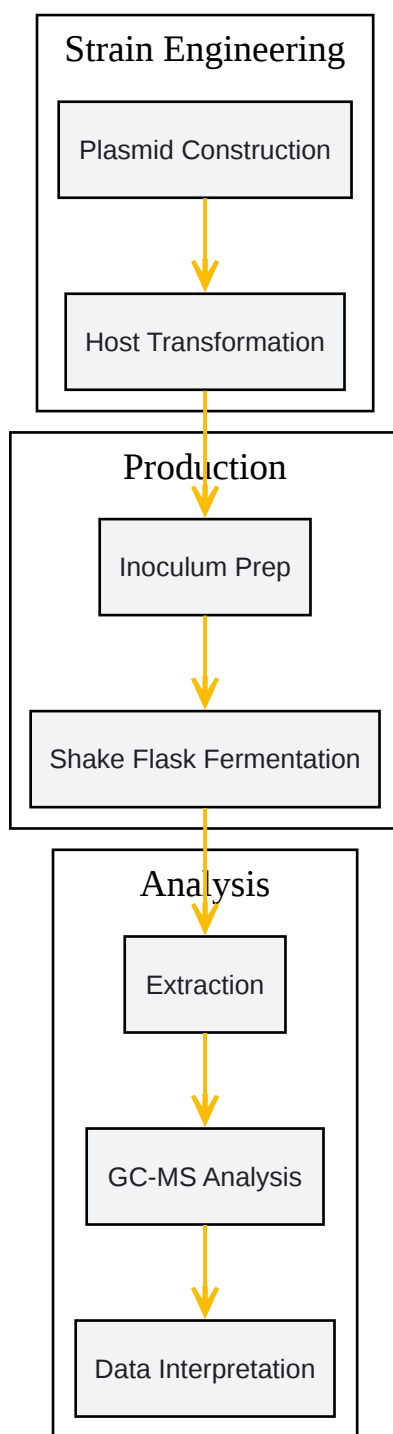 Strain Engineering
Plasmid Construction
Host Transformation
Production
Inoculum Prep
Shake Flask Fermentation
Analysis
Extraction
GC-MS Analysis
Data Interpretation